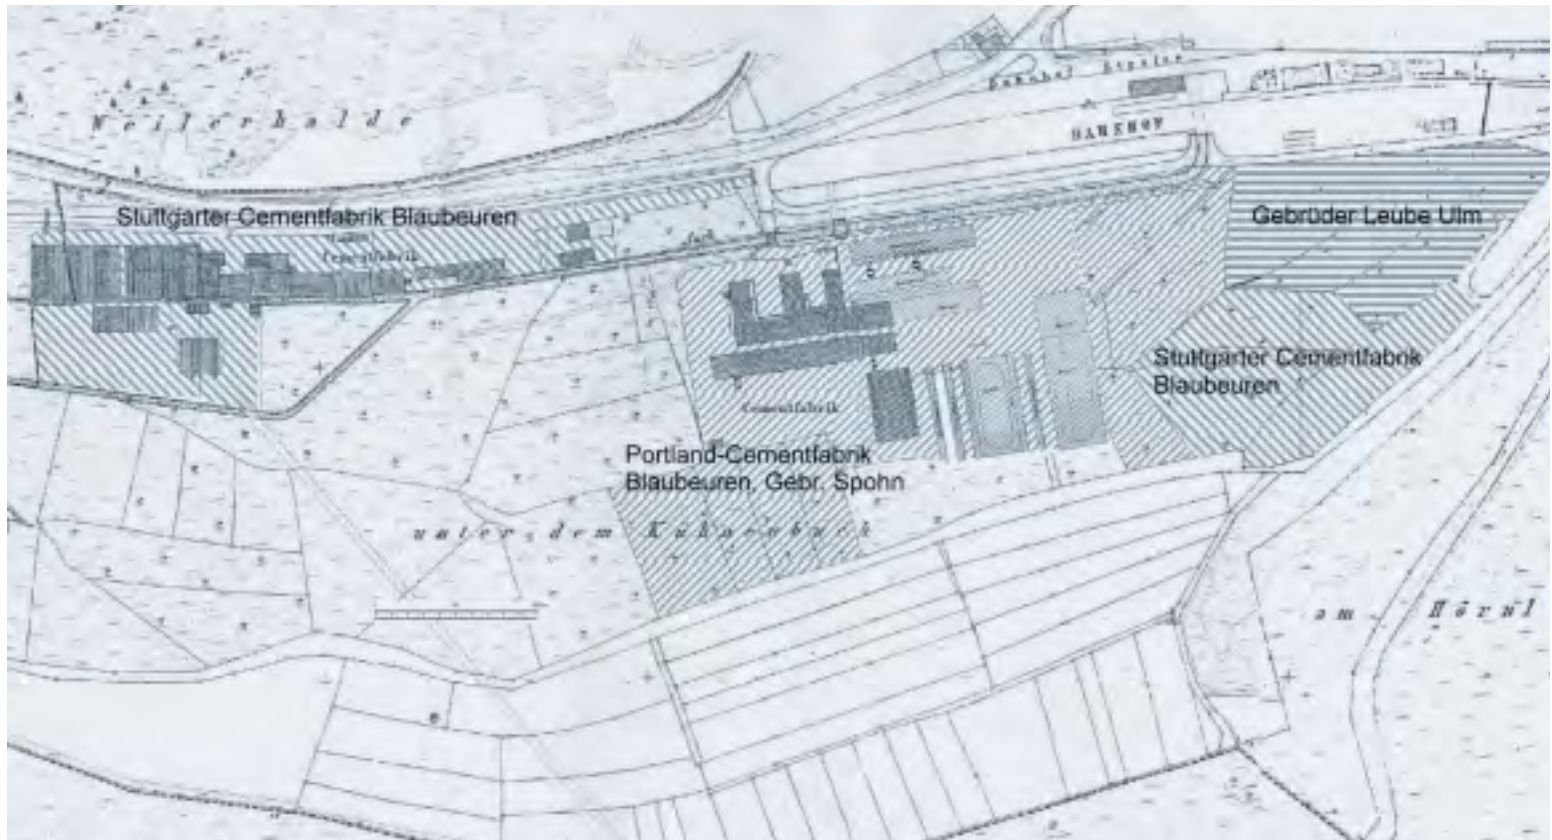 Weilerhalde
BAHNHOF
Stuttgarter Cementfabrik Blaubeuren
Cementfabrik
Gebrüder Leube Ulm
Stuttgarter Cementfabrik
Blaubeuren
Cementfabrik
Portland-Cementfabrik
Blaubeuren, Gebr. Spohn
unter dem
am